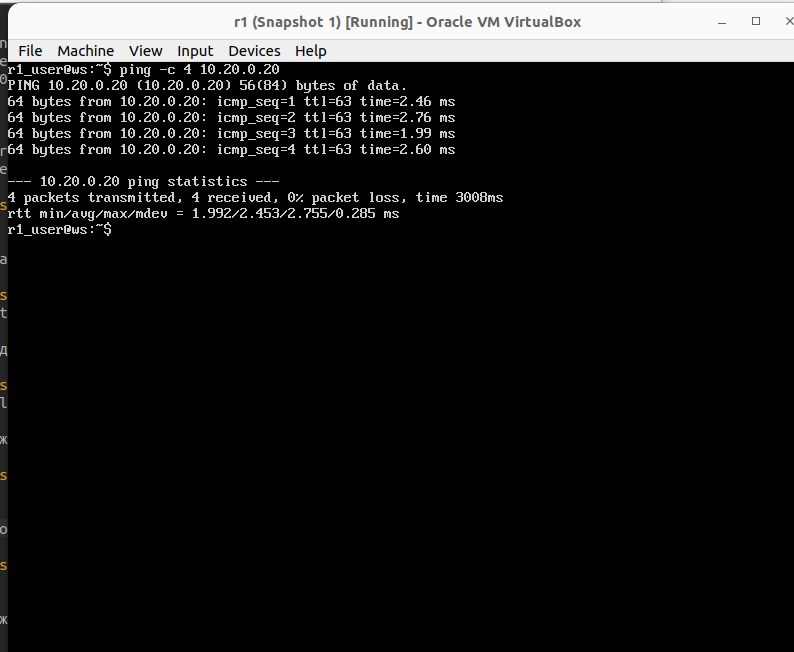 r1 (Snapshot 1) [Running] - Oracle VM VirtualBox
File Machine View Input Devices Help
r1_user@ws:~$ ping -c 4 10.20.0.20
PING 10.20.0.20 (10.20.0.20) 56(84) bytes of data.
64 bytes from 10.20.0.20: icmp_seq=1 ttl=63 time=2.46 ms
64 bytes from 10.20.0.20: icmp_seq=2 ttl=63 time=2.76 ms
64 bytes from 10.20.0.20: icmp_seq=3 ttl=63 time=1.99 ms
64 bytes from 10.20.0.20: icmp_seq=4 ttl=63 time=2.60 ms
--- 10.20.0.20 ping statistics ---
4 packets transmitted, 4 received, 0% packet loss, time 3008ms
rtt min/avg/max/mdev = 1.992/2.453/2.755/0.285 ms
r1_user@ws:~$